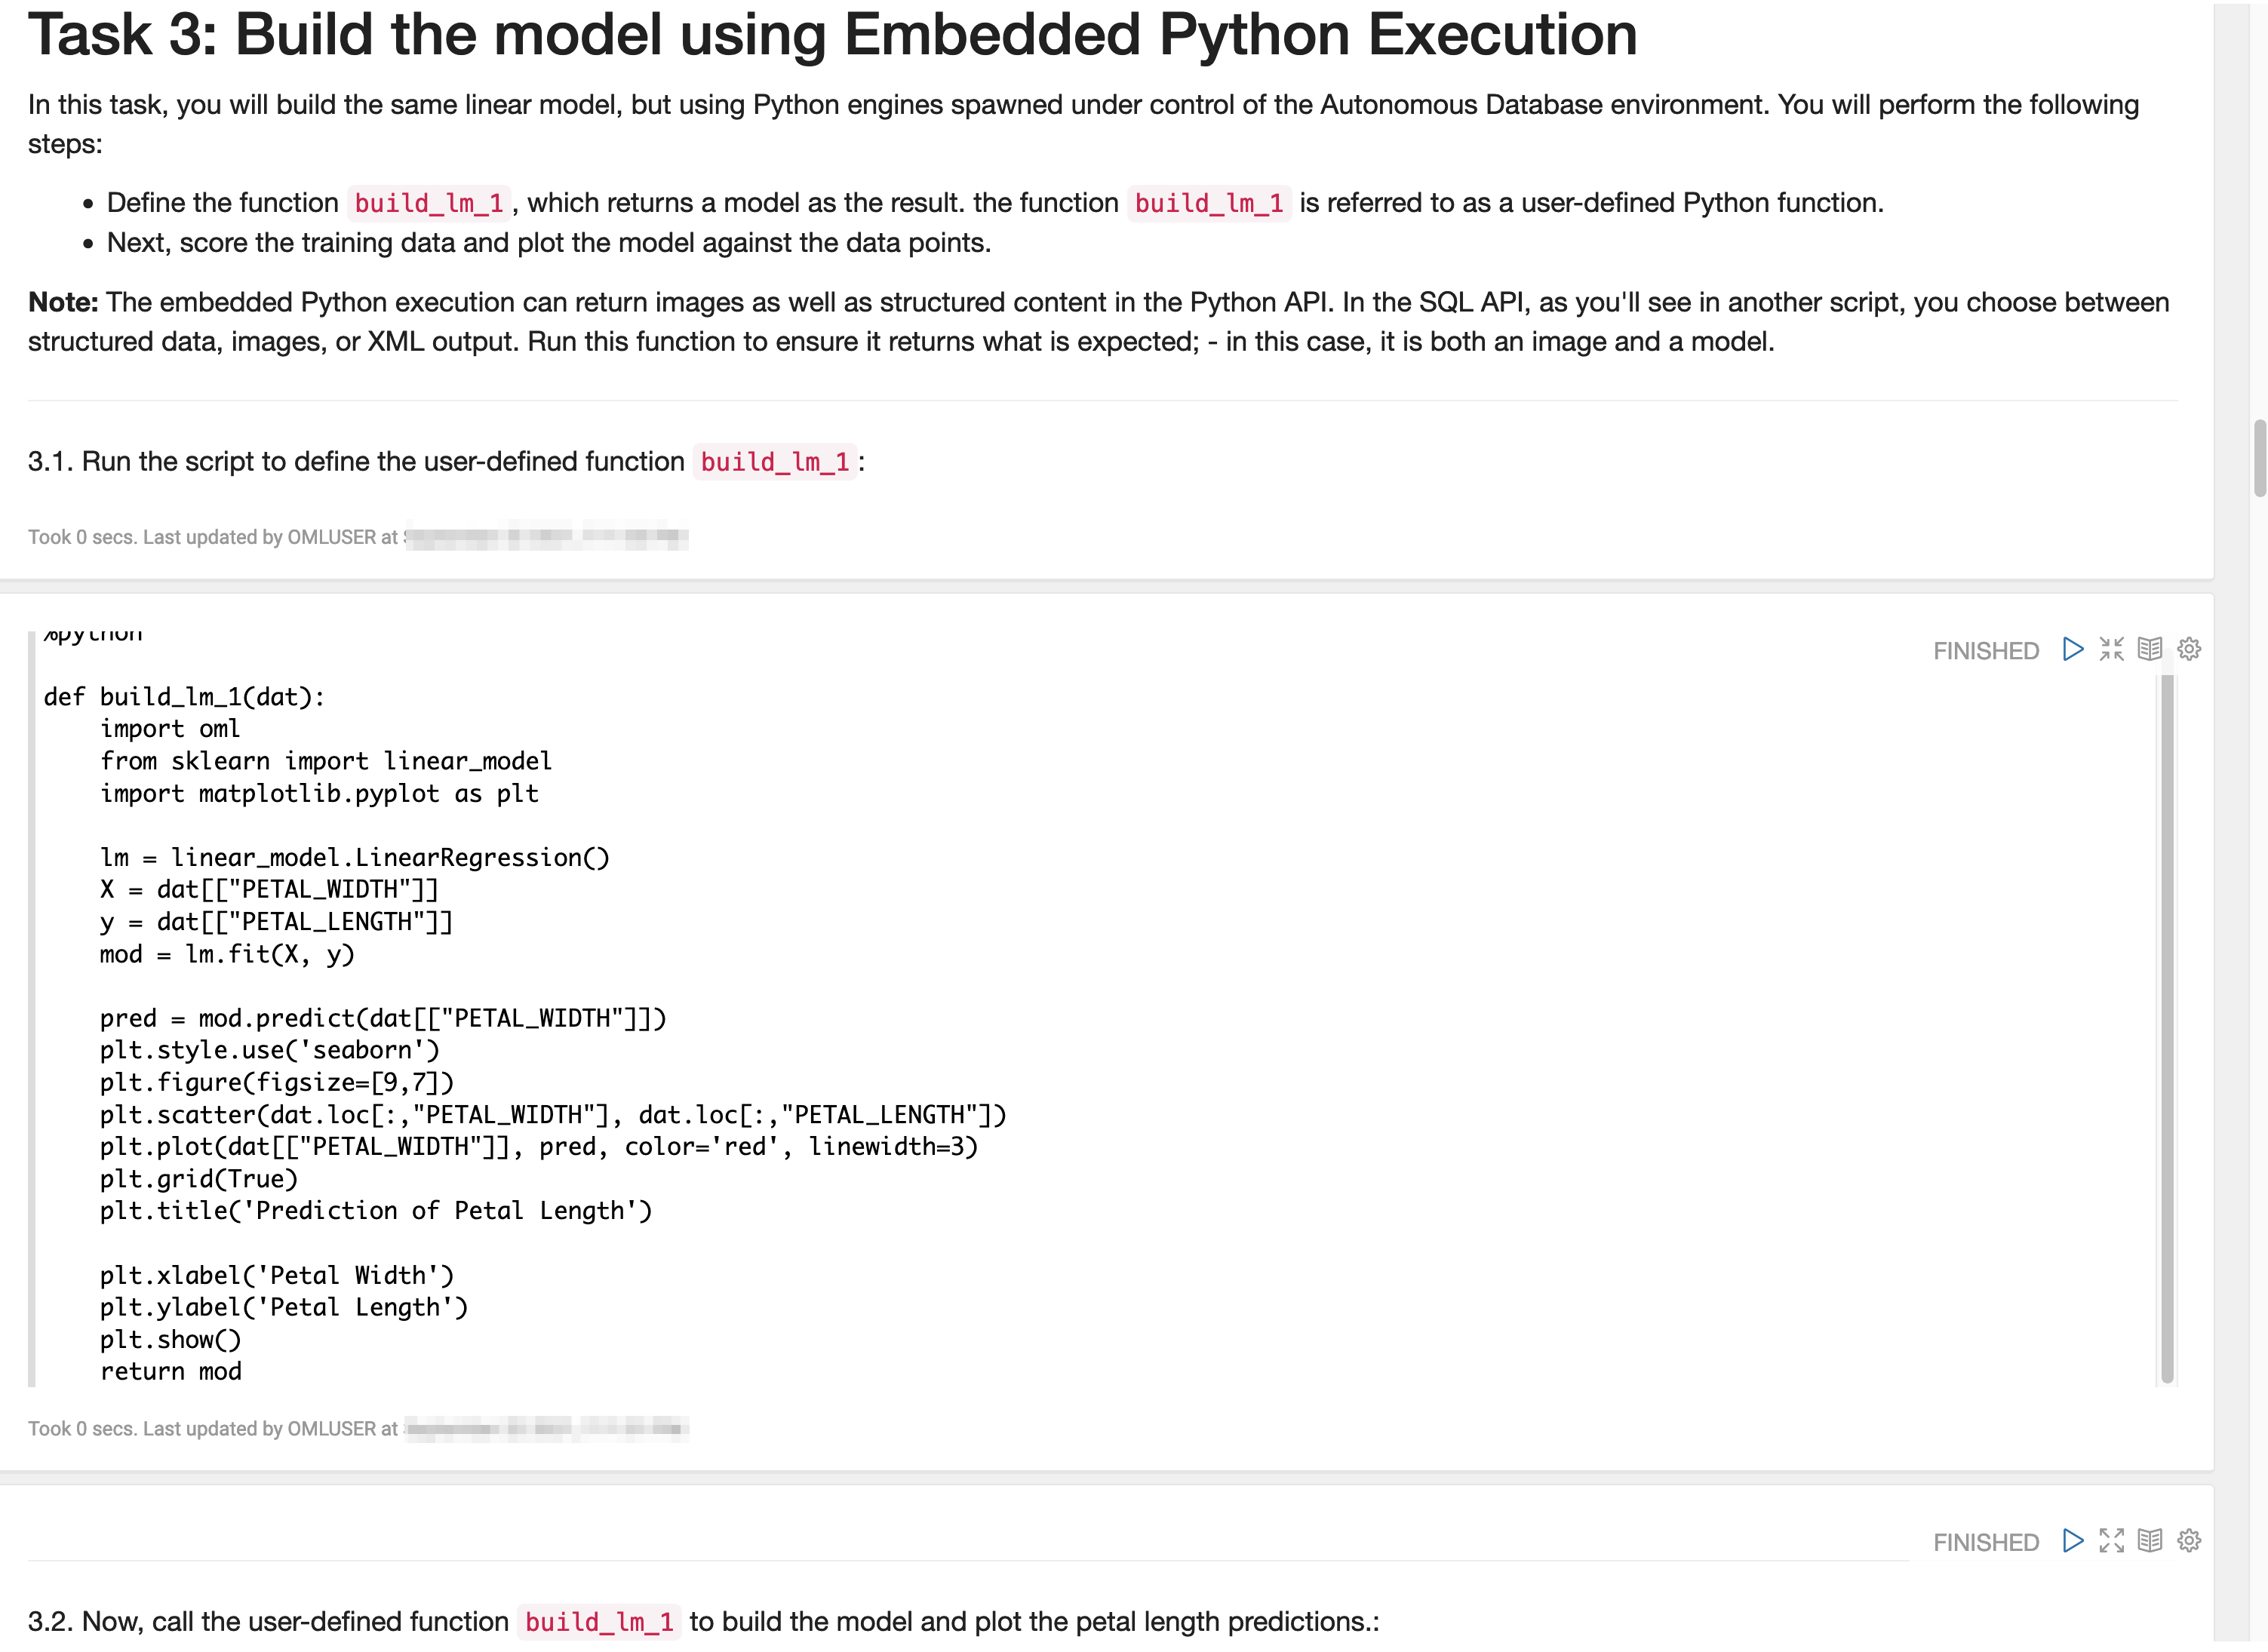 Task 3: Build the model using Embedded Python Execution
In this task, you will build the same linear model, but using Python engines spawned under control of the Autonomous Database environment. You will perform the following
steps:
• Define the function build_lm_1, which returns a model as the result. the function build_lm_1 is referred to as a user-defined Python function.
• Next, score the training data and plot the model against the data points.
Note: The embedded Python execution can return images as well as structured content in the Python API. In the SQL API, as you'll see in another script, you choose between
structured data, images, or XML output. Run this function to ensure it returns what is expected; - in this case, it is both an image and a model.
3.1. Run the script to define the user-defined function build_lm_1:
Took 0 secs. Last updated by OMLUSER at
%python
FINISHED
def build_lm_1(dat):
    import oml
    from sklearn import linear_model
    import matplotlib.pyplot as plt
    lm = linear_model.LinearRegression()
    X = dat[["PETAL_WIDTH"]]
    y = dat[["PETAL_LENGTH"]]
    mod = lm.fit(X, y)
    pred = mod.predict(dat[["PETAL_WIDTH"]])
    plt.style.use('seaborn')
    plt.figure(figsize=[9,7])
    plt.scatter(dat.loc[:,"PETAL_WIDTH"], dat.loc[:,"PETAL_LENGTH"])
    plt.plot(dat[["PETAL_WIDTH"]], pred, color='red', linewidth=3)
    plt.grid(True)
    plt.title('Prediction of Petal Length')
    plt.xlabel('Petal Width')
    plt.ylabel('Petal Length')
    plt.show()
    return mod
Took 0 secs. Last updated by OMLUSER at
FINISHED
3.2. Now, call the user-defined function build_lm_1 to build the model and plot the petal length predictions.: